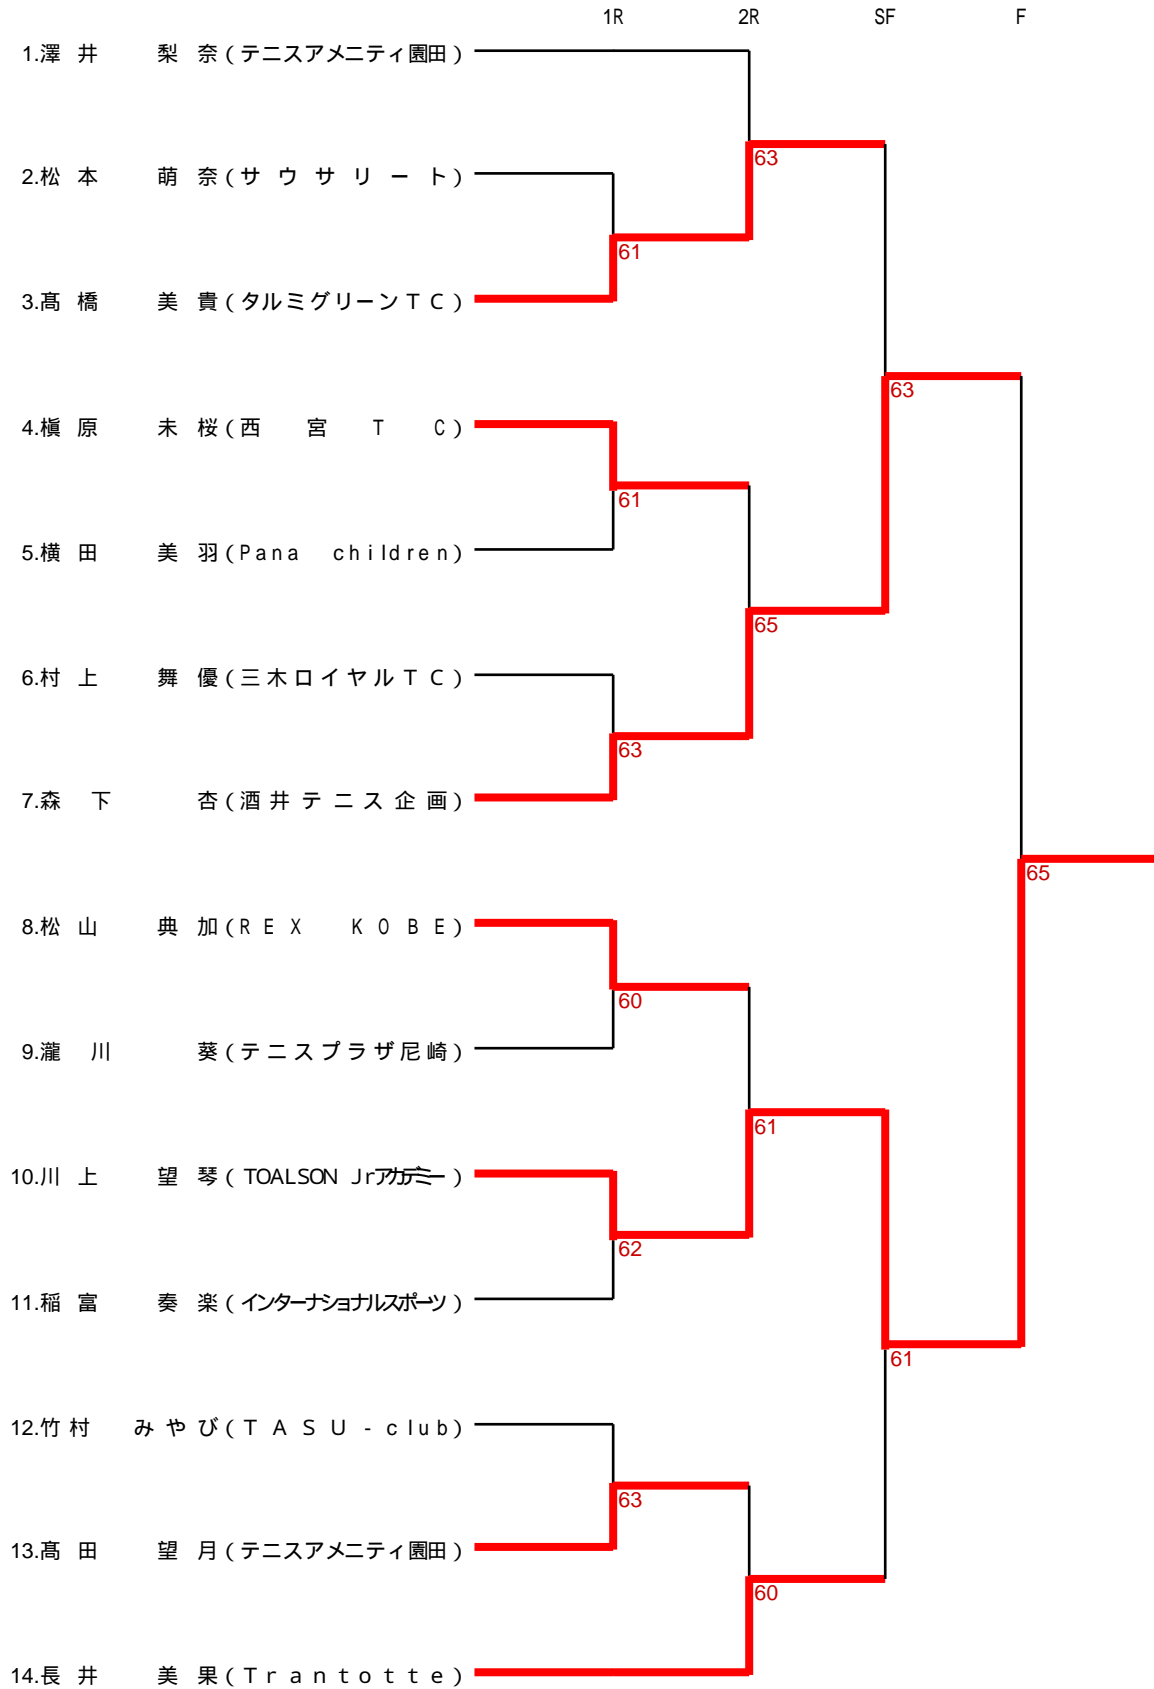 1R 2R SF F
1.澤井 梨奈(テニスアメニティ園田)
63
2.松本 萌奈(サウサリート)
61
3.髙橋 美貴(タルミグリーンTC)
63
4.槇原 未桜(西宮TC)
61
5.横田 美羽(Pana children)
65
6.村上 舞優(三木ロイヤルTC)
63
7.森下 杏(酒井テニス企画)
65
8.松山 典加(REX KOBE)
60
9.瀧川 葵(テニスプラザ尼崎)
61
10.川上 望琴(TOALSON Jrアカデミー)
62
11.稲富 奏楽(インターナショナルスポーツ)
61
12.竹村 みやび(TASU-club)
63
13.髙田 望月(テニスアメニティ園田)
60
14.長井 美果(Trantotte)